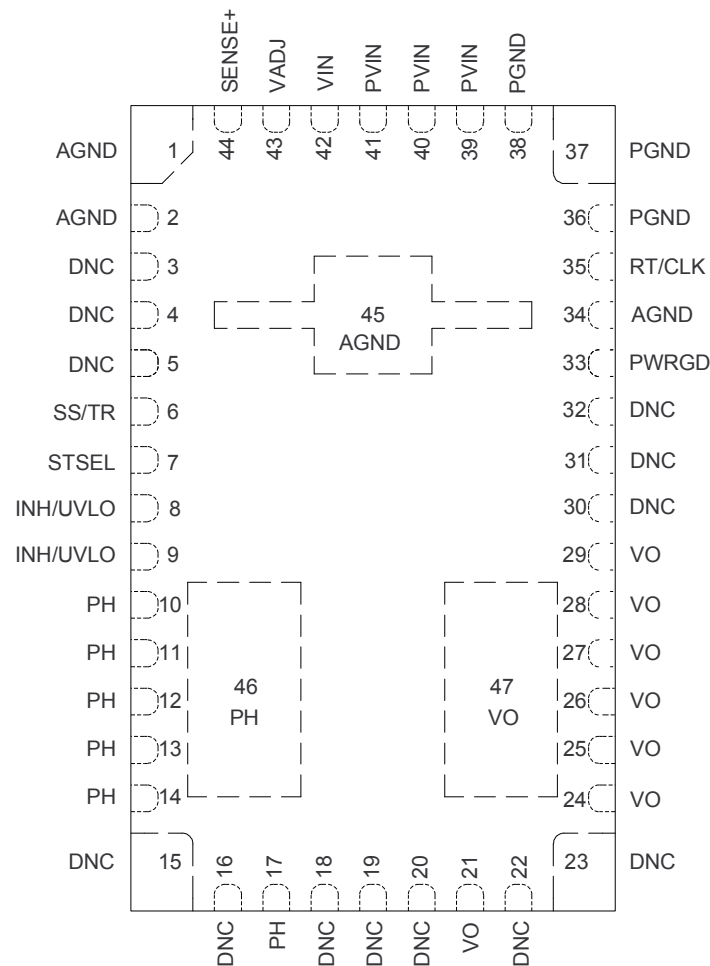 SENSE+
VADJ
VIN
PVIN
PVIN
PVIN
PGND
44
43
42
41
40
39
38
AGND 1
37 PGND
AGND 2
36 PGND
DNC 3
35 RT/CLK
DNC 4
34 AGND
45
AGND
DNC 5
33 PWRGD
SS/TR 6
32 DNC
STSEL 7
31 DNC
INH/UVLO 8
30 DNC
INH/UVLO 9
29 VO
PH 10
28 VO
PH 11
27 VO
46
PH
47
VO
PH 12
26 VO
PH 13
25 VO
PH 14
24 VO
DNC 15
23 DNC
16
17
18
19
20
21
22
DNC
PH
DNC
DNC
DNC
VO
DNC